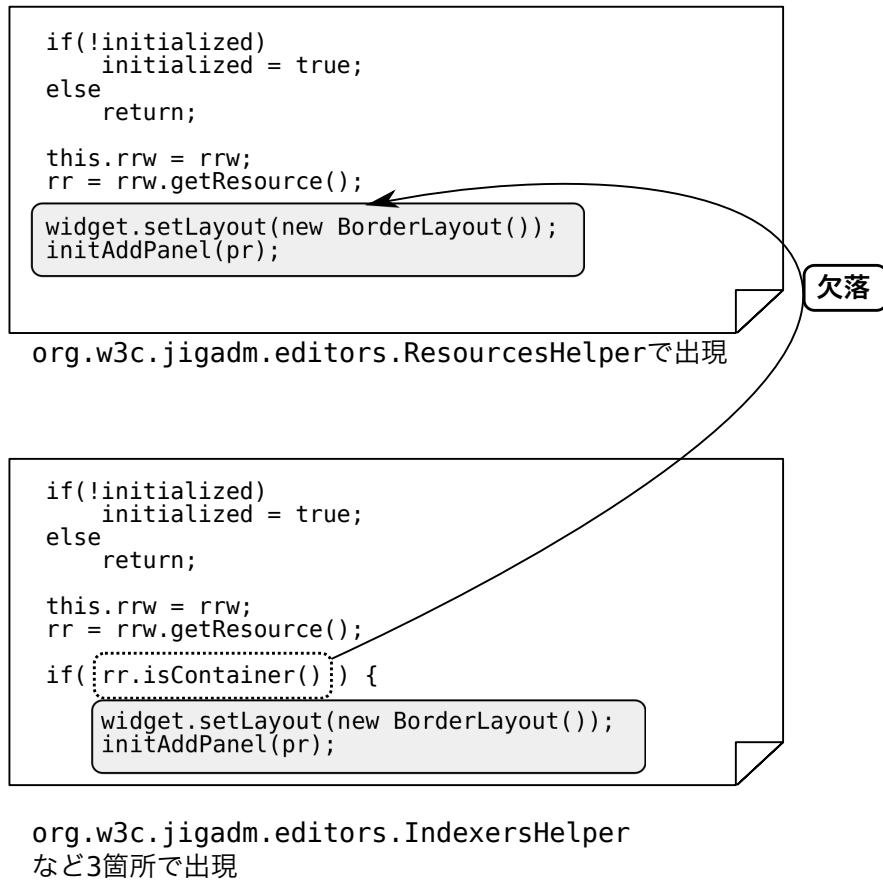 if(!initialized)
    initialized = true;
else
    return;
this.rrw = rrw;
rr = rrw.getResource();
widget.setLayout(new BorderLayout());
initAddPanel(pr);
欠落
org.w3c.jigadm.editors.ResourcesHelperで出現
if(!initialized)
    initialized = true;
else
    return;
this.rrw = rrw;
rr = rrw.getResource();
if( rr.isContainer() ) {
widget.setLayout(new BorderLayout());
initAddPanel(pr);
org.w3c.jigadm.editors.IndexersHelper
など3箇所で出現